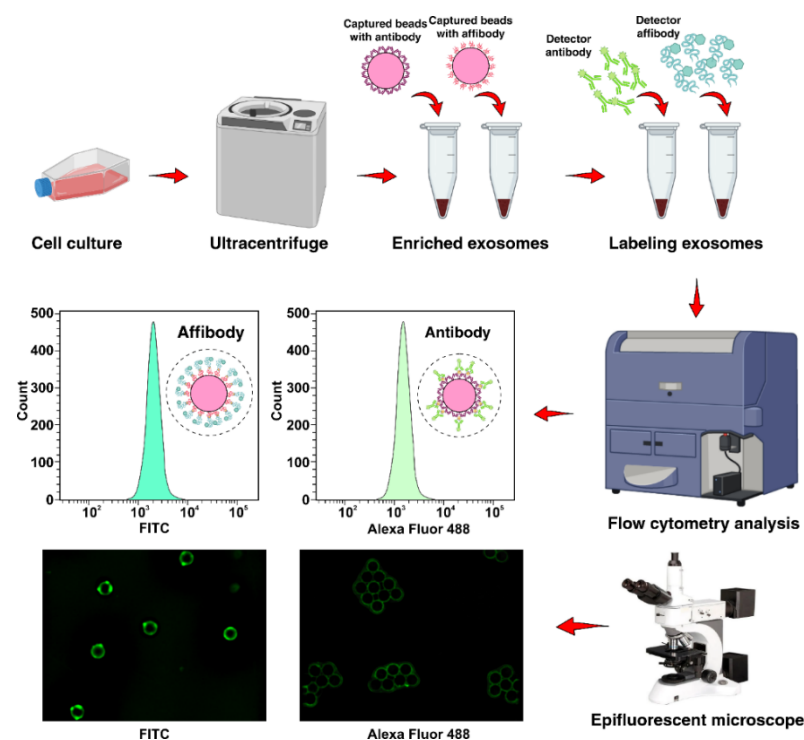 Captured beads
with antibody
Captured beads
with affibody
Detector
antibody
Detector
affibody
Cell culture
Ultracentrifuge
Enriched exosomes
Labeling exosomes
500
400
300
200
100
0
Count
Affibody
10² 10³ 10⁴ 10⁵
FITC
500
400
300
200
100
0
Count
Antibody
10² 10³ 10⁴ 10⁵
Alexa Fluor 488
Flow cytometry analysis
FITC
Alexa Fluor 488
Epifluorescent microscope